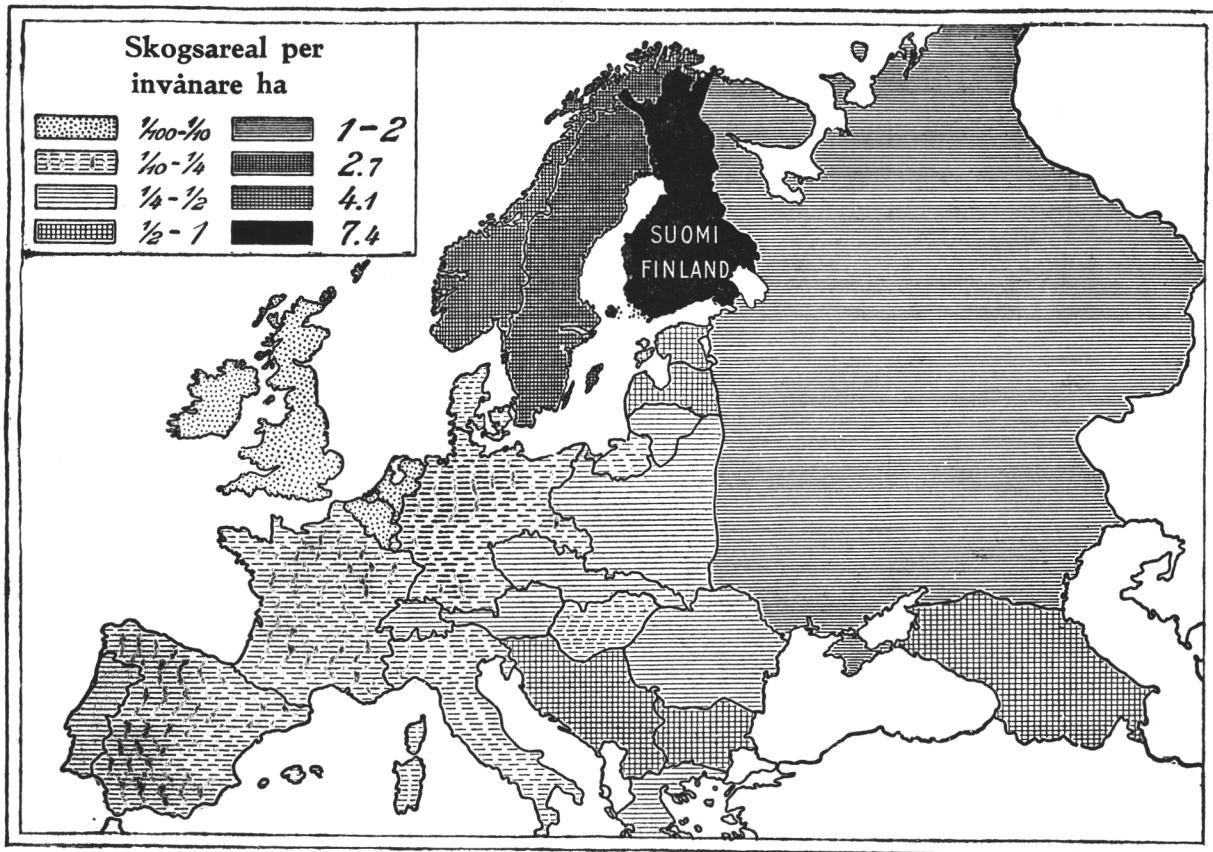 Skogsareal per
invånare ha
1/100-1/10
1/10-1/4
1/4-1/2
1/2-1
1-2
2.7
4.1
7.4
SUOMI
FINLAND